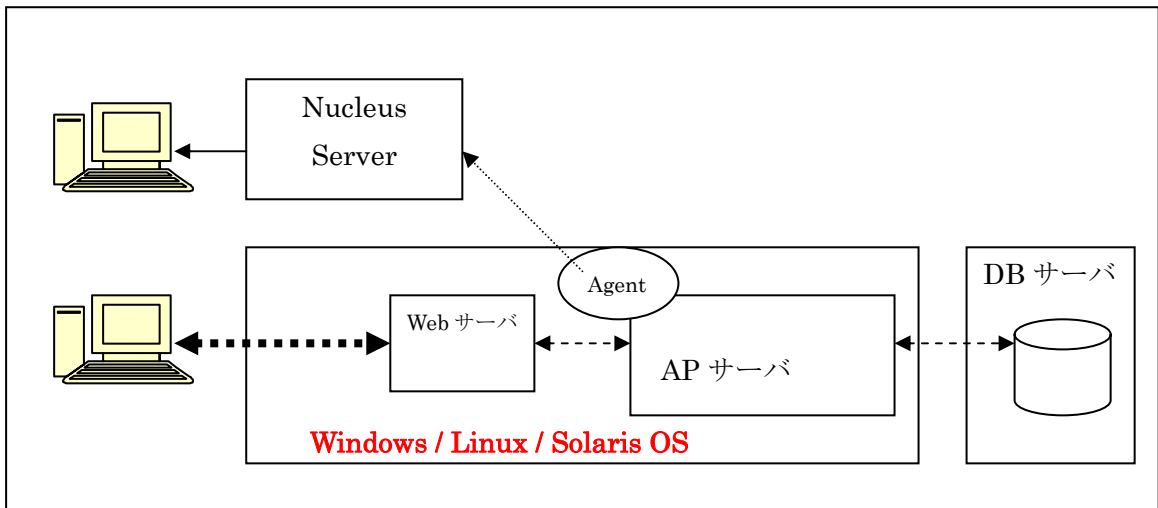 Nucleus
Server
Agent
DB サーバ
Web サーバ
AP サーバ
Windows / Linux / Solaris OS